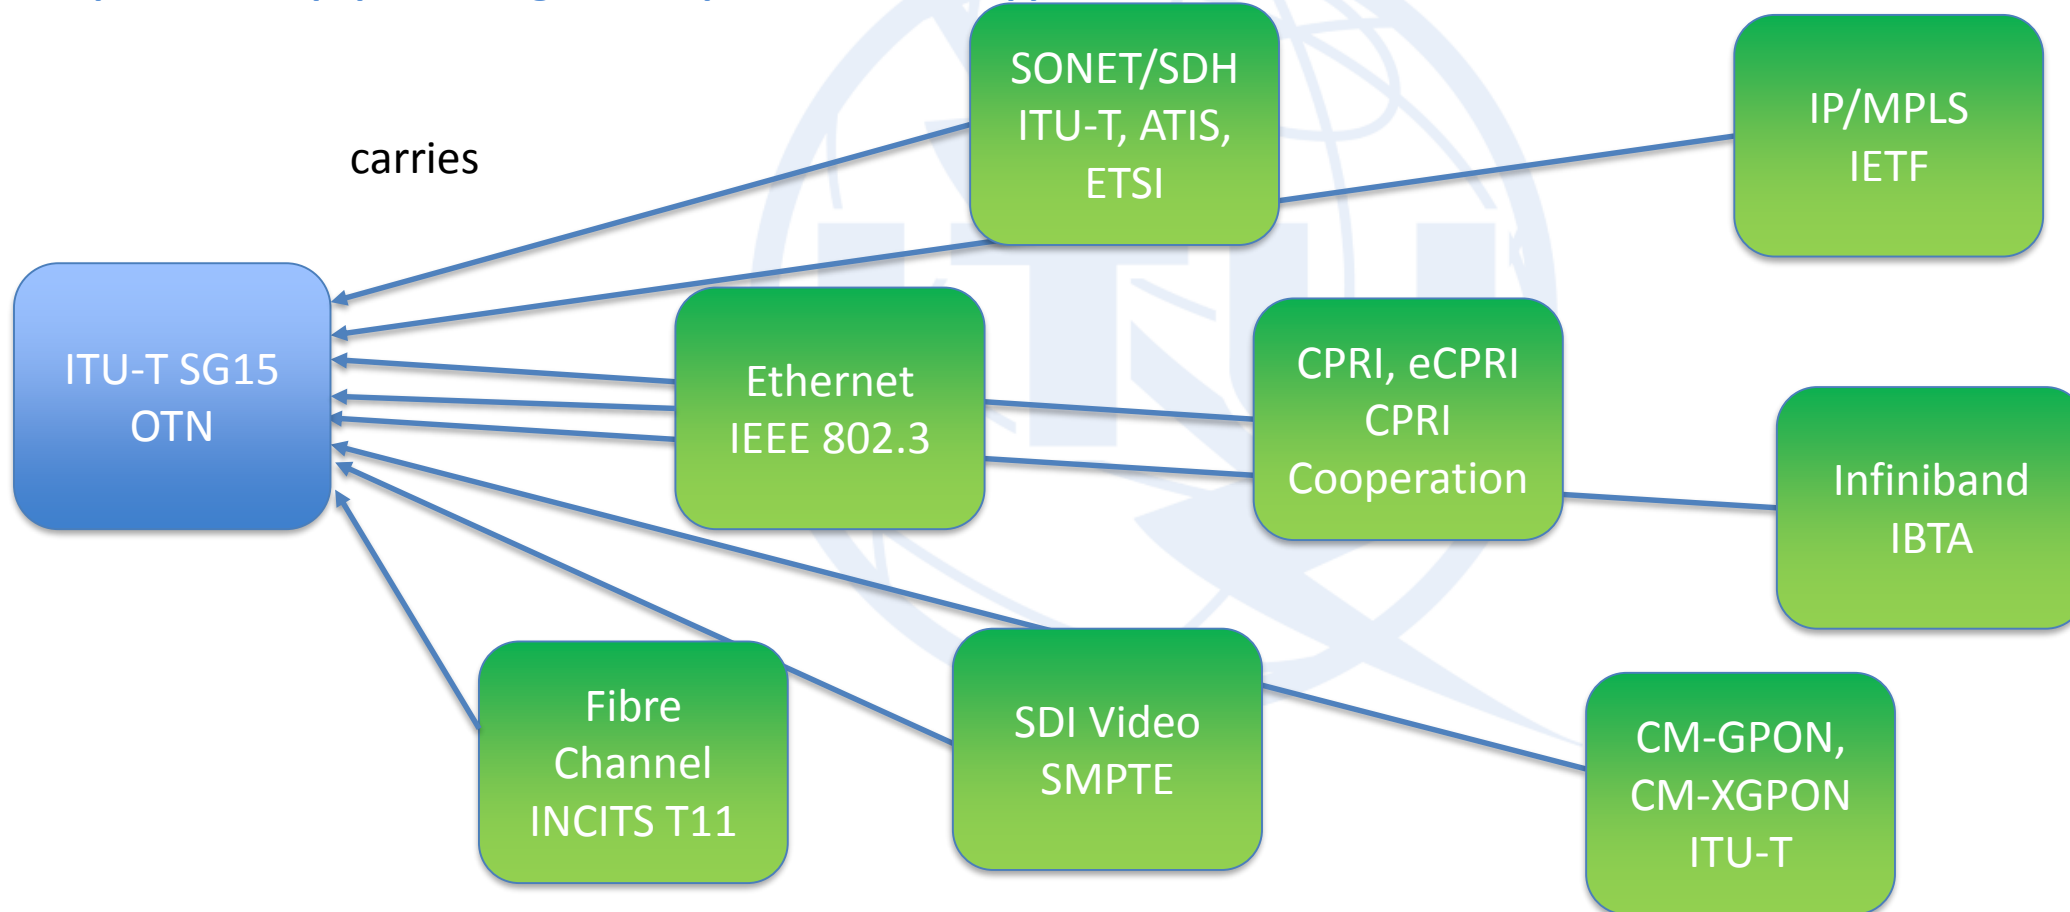 SONET/SDH
ITU-T, ATIS,
ETSI
IP/MPLS
IETF
carries
ITU-T SG15
OTN
Ethernet
IEEE 802.3
CPRI, eCPRI
CPRI
Cooperation
Infiniband
IBTA
Fibre
Channel
INCITS T11
SDI Video
SMPTE
CM-GPON,
CM-XGPON
ITU-T
ITU